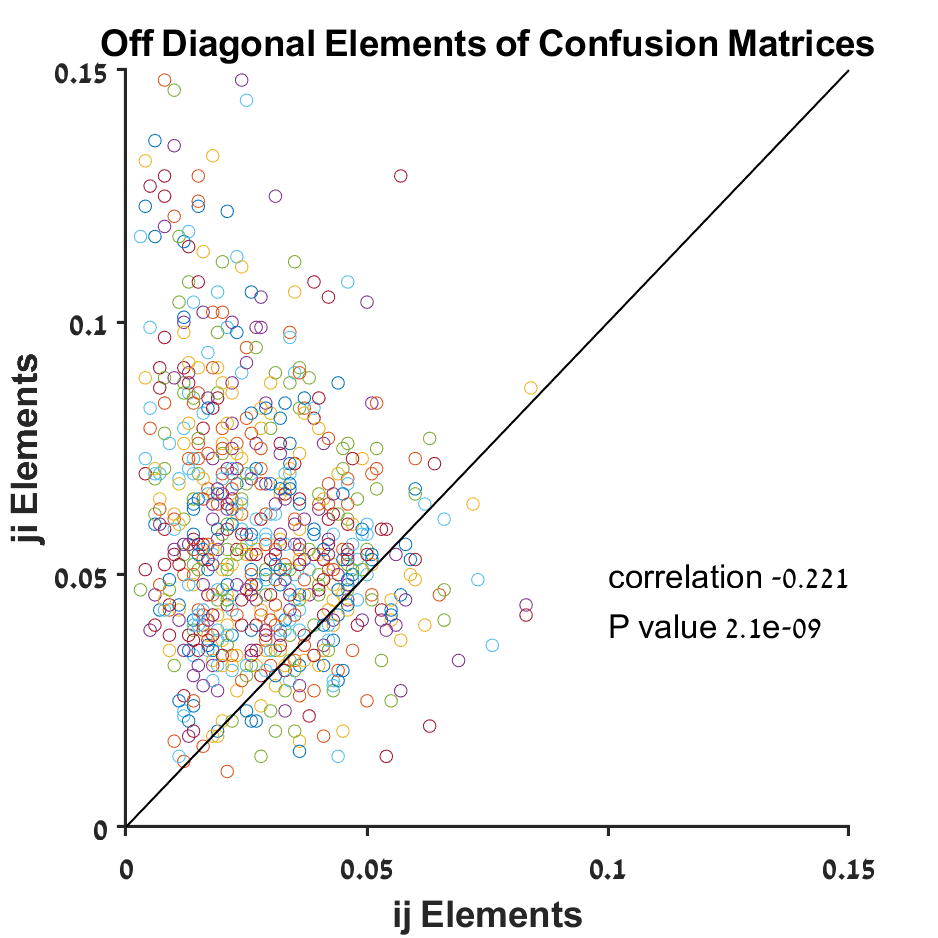 Off Diagonal Elements of Confusion Matrices
0.15
0.1
0.05
0
ji Elements
correlation -0.221
P value 2.1e-09
0
0.05
0.1
0.15
ij Elements